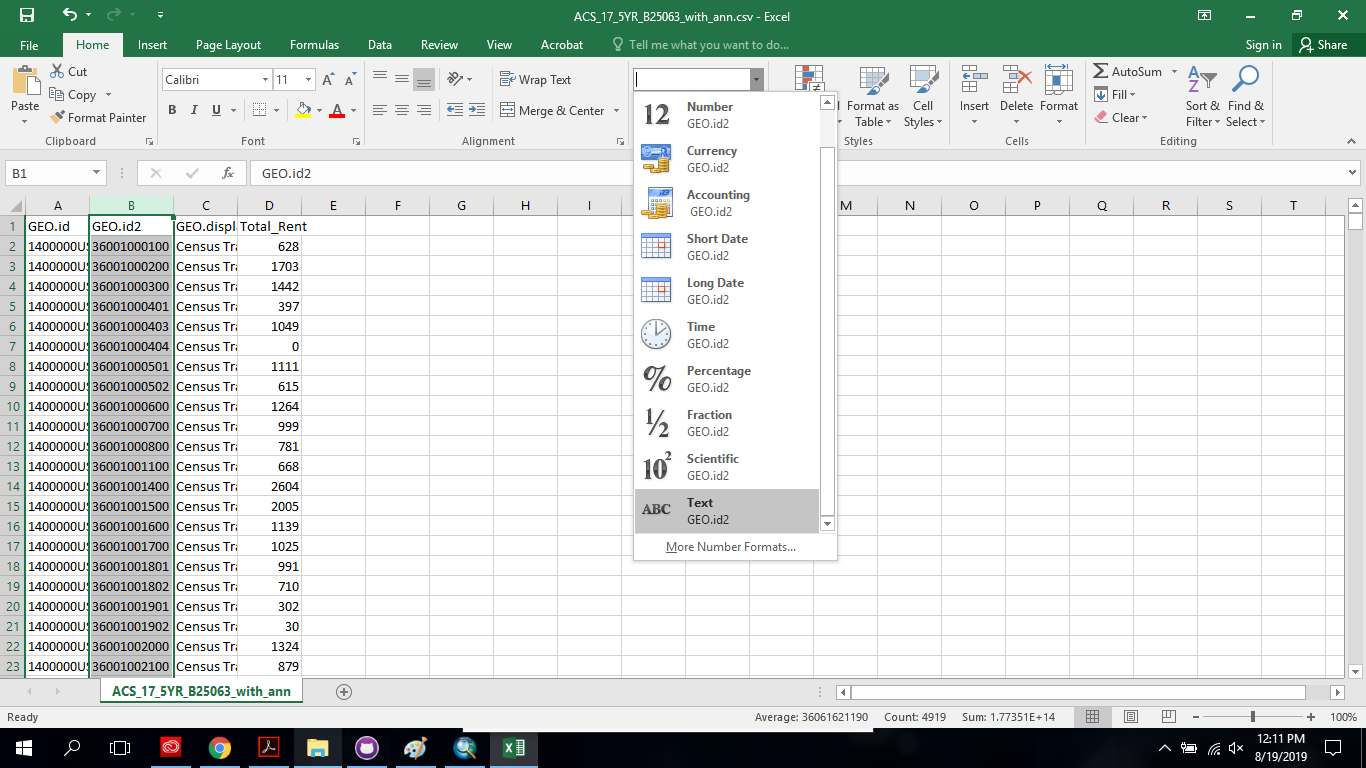 ACS_17_5YR_B25063_with_ann.csv - Excel
File Home Insert Page Layout Formulas Data Review View Acrobat Tell me what you want to do... Sign in Share
Paste
Cut
Copy
Format Painter
Clipboard
Calibri 11
B I U A
Font
Wrap Text
Merge & Center
Alignment
Format as Table
Cell Styles
Styles
Insert Delete Format
Cells
AutoSum
Fill
Clear
Sort & Filter
Find & Select
Editing
B1 fx GEO.id2
12 Number
GEO.id2
Currency
GEO.id2
Accounting
GEO.id2
Short Date
GEO.id2
Long Date
GEO.id2
Time
GEO.id2
% Percentage
GEO.id2
½ Fraction
GEO.id2
10² Scientific
GEO.id2
ABC Text
GEO.id2
More Number Formats...
A B C D E F G H I M N O P Q R S T
1 GEO.id GEO.id2 GEO.displ Total_Rent
2 1400000US 36001000100 Census Tra 628
3 1400000US 36001000200 Census Tra 1703
4 1400000US 36001000300 Census Tra 1442
5 1400000US 36001000401 Census Tra 397
6 1400000US 36001000403 Census Tra 1049
7 1400000US 36001000404 Census Tra 0
8 1400000US 36001000501 Census Tra 1111
9 1400000US 36001000502 Census Tra 615
10 1400000US 36001000600 Census Tra 1264
11 1400000US 36001000700 Census Tra 999
12 1400000US 36001000800 Census Tra 781
13 1400000US 36001001100 Census Tra 668
14 1400000US 36001001400 Census Tra 2604
15 1400000US 36001001500 Census Tra 2005
16 1400000US 36001001600 Census Tra 1139
17 1400000US 36001001700 Census Tra 1025
18 1400000US 36001001801 Census Tra 991
19 1400000US 36001001802 Census Tra 710
20 1400000US 36001001901 Census Tra 302
21 1400000US 36001001902 Census Tra 30
22 1400000US 36001002000 Census Tra 1324
23 1400000US 36001002100 Census Tra 879
ACS_17_5YR_B25063_with_ann
Ready Average: 36061621190 Count: 4919 Sum: 1.77351E+14 100%
12:11 PM
8/19/2019